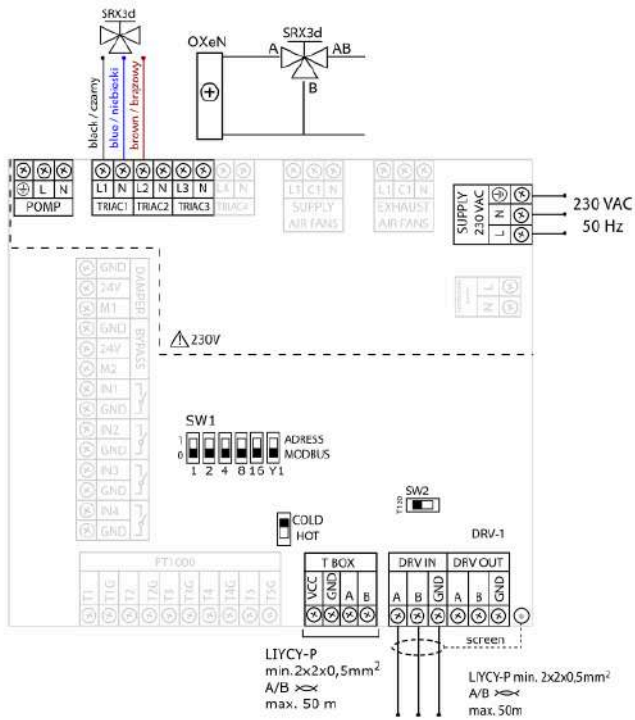 SRX3d
OXeN
SRX3d
A
AB
B
black / czarny
blue / niebieski
brown / brązowy
L N
POMP
L1 N L2 N L3 N L4 N
TRIAC1 TRIAC2 TRIAC3 TRIAC4
L1 C1 N
SUPPLY
AIR FANS
L1 C1 N
EXHAUST
AIR FANS
SUPPLY
230 VAC
N
L
230 VAC
50 Hz
N L
GND
24V
M1
DAMPER
GND
24V
M2
BYPASS
IN1
GND
IN2
GND
IN3
GND
IN4
GND
230V
SW1
1
0
ADRESS
MODBUS
1 2 4 8 16 Y1
SW2
T120
COLD
HOT
DRV-1
PT1000
T1 T1G T2 T2G T3 T3G T4 T4G T5 T5G
T BOX
VCC GND A B
DRV IN DRV OUT
A B GND A B GND
screen
LIYCY-P
min.2x2x0,5mm²
A/B
max. 50 m
LIYCY-P min. 2x2x0,5mm²
A/B
max. 50m